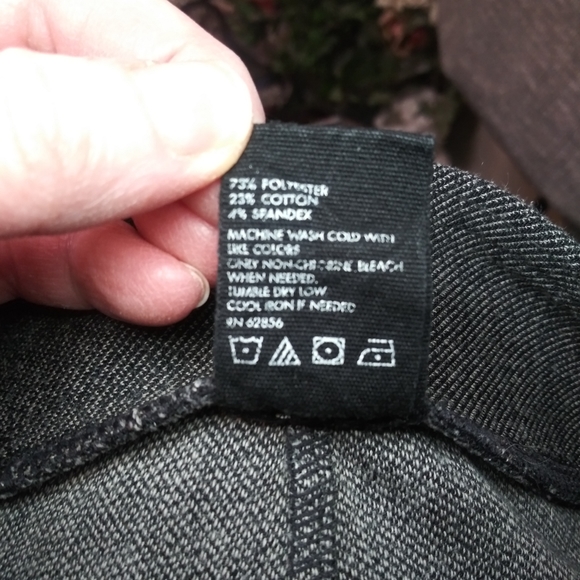 73% POLYESTER
23% COTTON
4% SPANDEX
MACHINE WASH COLD WITH
LIKE COLORS
ONLY NON-CHLORINE BLEACH
WHEN NEEDED.
TUMBLE DRY LOW
COOL IRON IF NEEDED
RN 62856